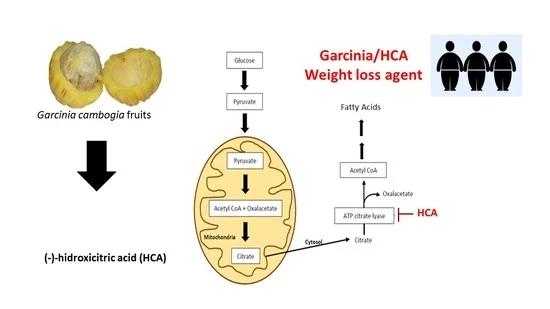 Garcinia cambogia fruits
(-)-hidroxicitric acid (HCA)
Glucose
Pyruvate
Pyruvate
Acetyl CoA + Oxalacetate
Mitochondria
Citrate
Cytosol
Garcinia/HCA
Weight loss agent
Fatty Acids
Acetyl CoA
Oxalacetate
ATP citrate lyase
HCA
Citrate